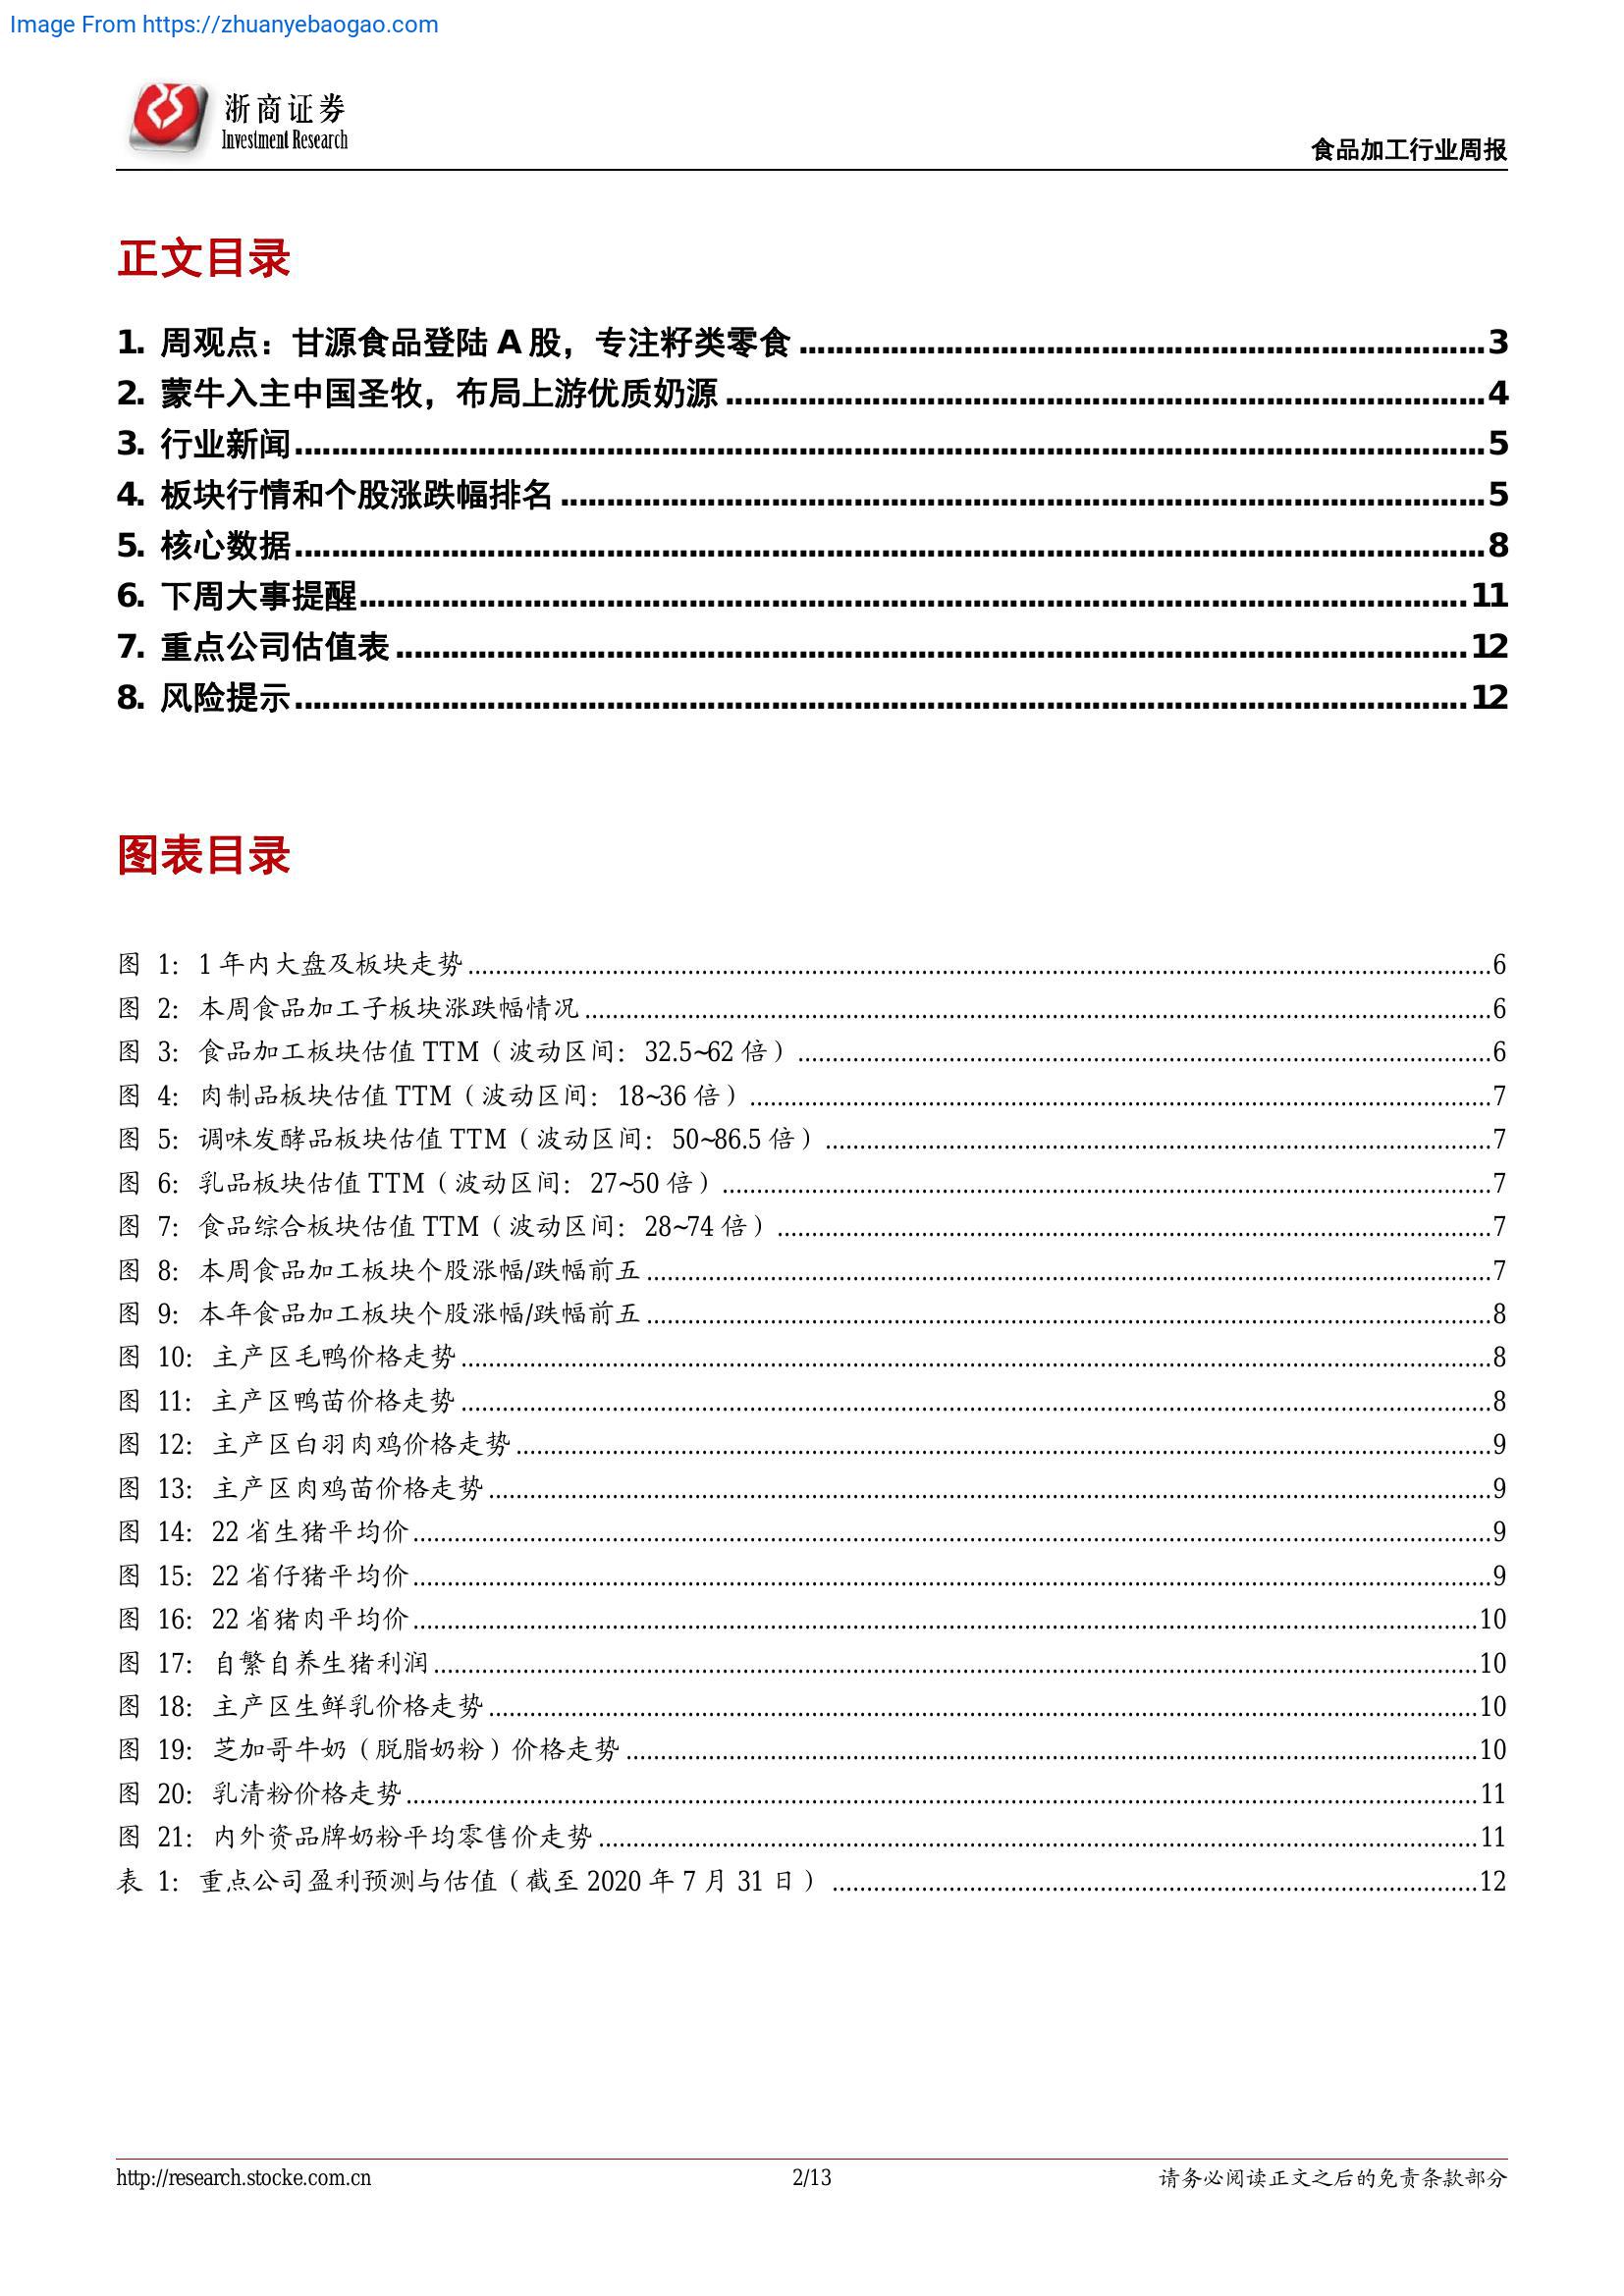 Image From https://zhuanyebaogao.com
浙商证券
Investment Research
食品加工行业周报
正文目录
1. 周观点：甘源食品登陆 A 股，专注籽类零食 ........ 3
2. 蒙牛入主中国圣牧，布局上游优质奶源 ........ 4
3. 行业新闻 ........ 5
4. 板块行情和个股涨跌幅排名 ........ 5
5. 核心数据 ........ 8
6. 下周大事提醒 ........ 11
7. 重点公司估值表 ........ 12
8. 风险提示 ........ 12
图表目录
图 1：1 年内大盘及板块走势 ........ 6
图 2：本周食品加工子板块涨跌幅情况 ........ 6
图 3：食品加工板块估值 TTM（波动区间：32.5~62 倍） ........ 6
图 4：肉制品板块估值 TTM（波动区间：18~36 倍） ........ 7
图 5：调味发酵品板块估值 TTM（波动区间：50~86.5 倍） ........ 7
图 6：乳品板块估值 TTM（波动区间：27~50 倍） ........ 7
图 7：食品综合板块估值 TTM（波动区间：28~74 倍） ........ 7
图 8：本周食品加工板块个股涨幅/跌幅前五 ........ 7
图 9：本年食品加工板块个股涨幅/跌幅前五 ........ 8
图 10：主产区毛鸭价格走势 ........ 8
图 11：主产区鸭苗价格走势 ........ 8
图 12：主产区白羽肉鸡价格走势 ........ 9
图 13：主产区肉鸡苗价格走势 ........ 9
图 14：22 省生猪平均价 ........ 9
图 15：22 省仔猪平均价 ........ 9
图 16：22 省猪肉平均价 ........ 10
图 17：自繁自养生猪利润 ........ 10
图 18：主产区生鲜乳价格走势 ........ 10
图 19：芝加哥牛奶（脱脂奶粉）价格走势 ........ 10
图 20：乳清粉价格走势 ........ 11
图 21：内外资品牌奶粉平均零售价走势 ........ 11
表 1：重点公司盈利预测与估值（截至 2020 年 7 月 31 日） ........ 12
http://research.stocke.com.cn
2/13
请务必阅读正文之后的免责条款部分